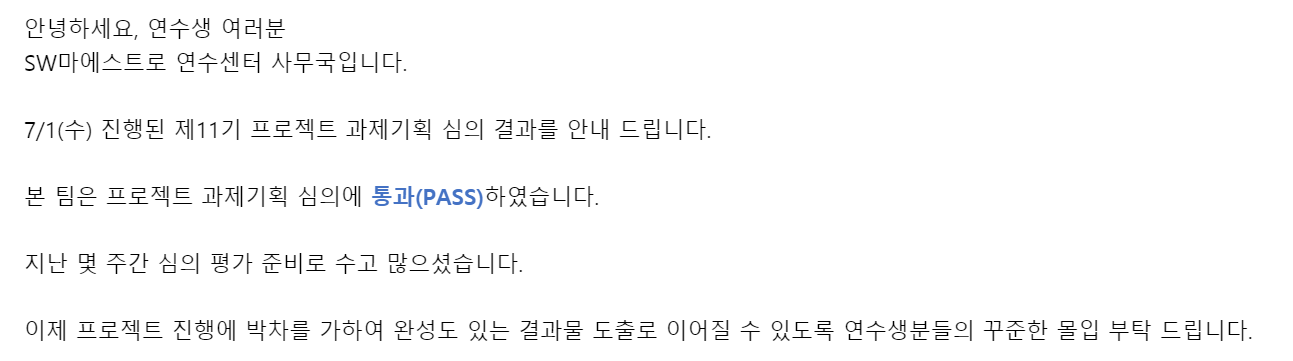 안녕하세요, 연수생 여러분
SW마에스트로 연수센터 사무국입니다.
7/1(수) 진행된 제11기 프로젝트 과제기획 심의 결과를 안내 드립니다.
본 팀은 프로젝트 과제기획 심의에 통과(PASS)하였습니다.
지난 몇 주간 심의 평가 준비로 수고 많으셨습니다.
이제 프로젝트 진행에 박차를 가하여 완성도 있는 결과물 도출로 이어질 수 있도록 연수생분들의 꾸준한 몰입 부탁 드립니다.